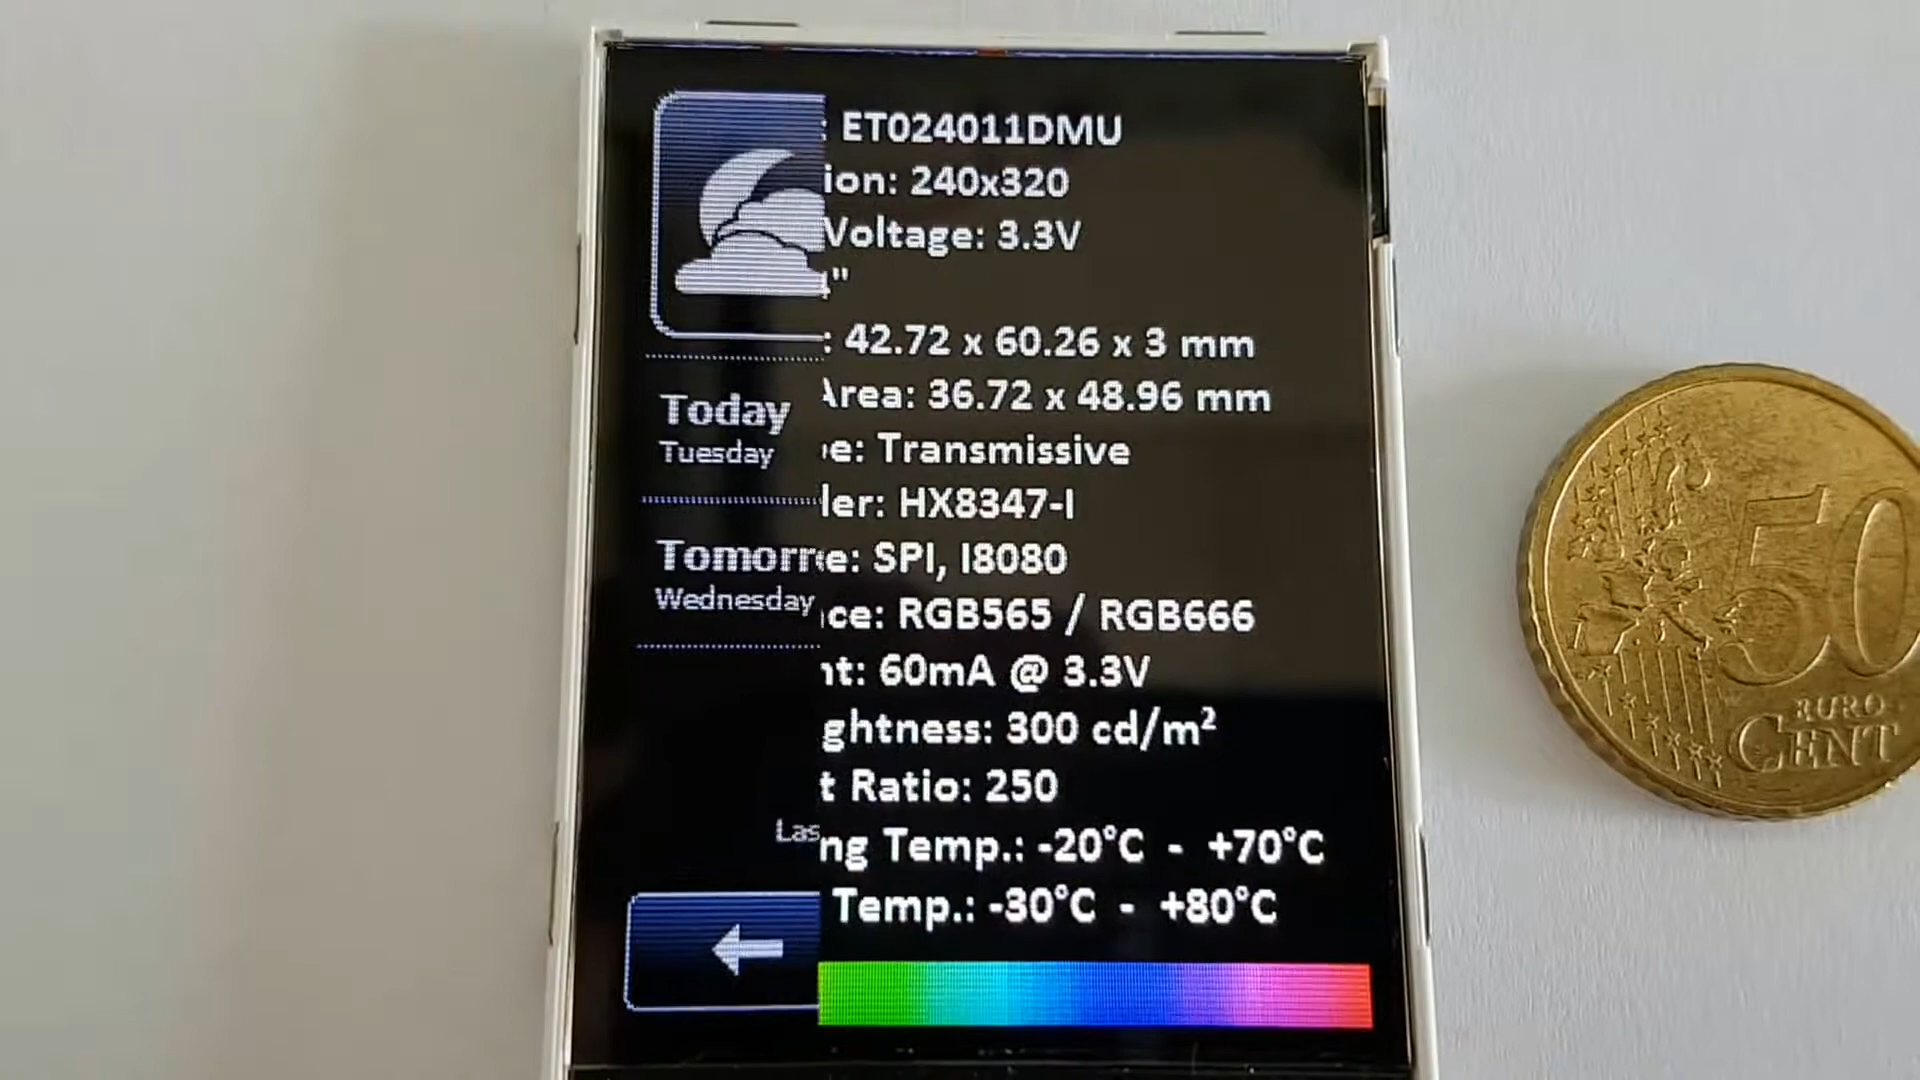 : ET024011DMU
ion: 240x320
Voltage: 3.3V
"
: 42.72 x 60.26 x 3 mm
Area: 36.72 x 48.96 mm
e: Transmissive
ler: HX8347-I
e: SPI, I8080
ce: RGB565 / RGB666
t: 60mA @ 3.3V
ghtness: 300 cd/m²
t Ratio: 250
ng Temp.: -20°C - +70°C
Temp.: -30°C - +80°C
Today
Tuesday
Tomorr
Wednesday
Las
50
EURO
CENT